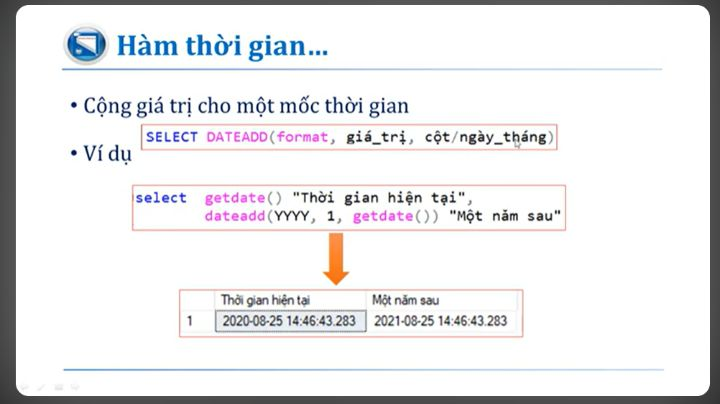 Hàm thời gian...
• Cộng giá trị cho một mốc thời gian
SELECT DATEADD(format, giá_trị, cột/ngày_tháng)
• Ví dụ
select getdate() "Thời gian hiện tại",
dateadd(YYYY, 1, getdate()) "Một năm sau"
Thời gian hiện tại Một năm sau
1 2020-08-25 14:46:43.283 2021-08-25 14:46:43.283